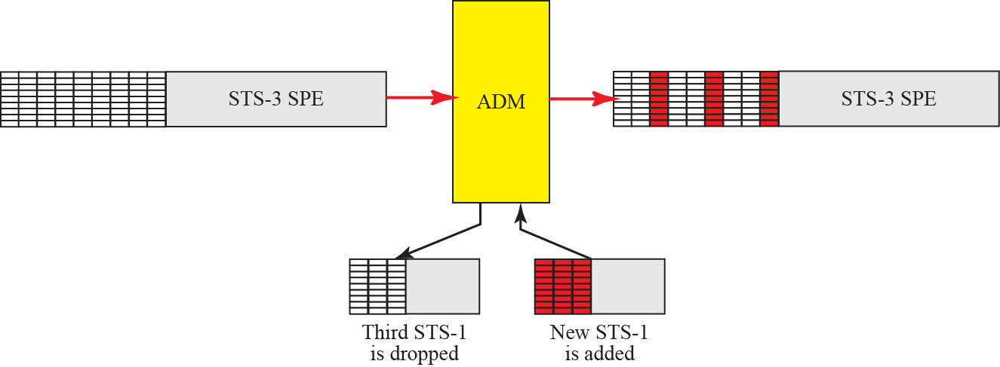 STS-3 SPE
ADM
STS-3 SPE
Third STS-1
is dropped
New STS-1
is added